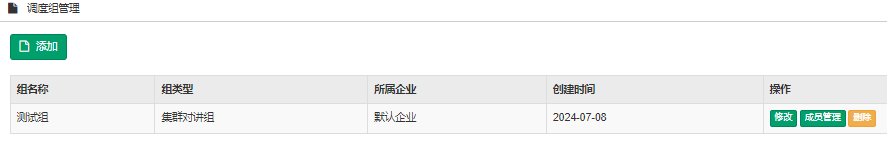 调度组管理
添加
组名称 组类型 所属企业 创建时间 操作
测试组 集群对讲组 默认企业 2024-07-08 修改 成员管理 删除